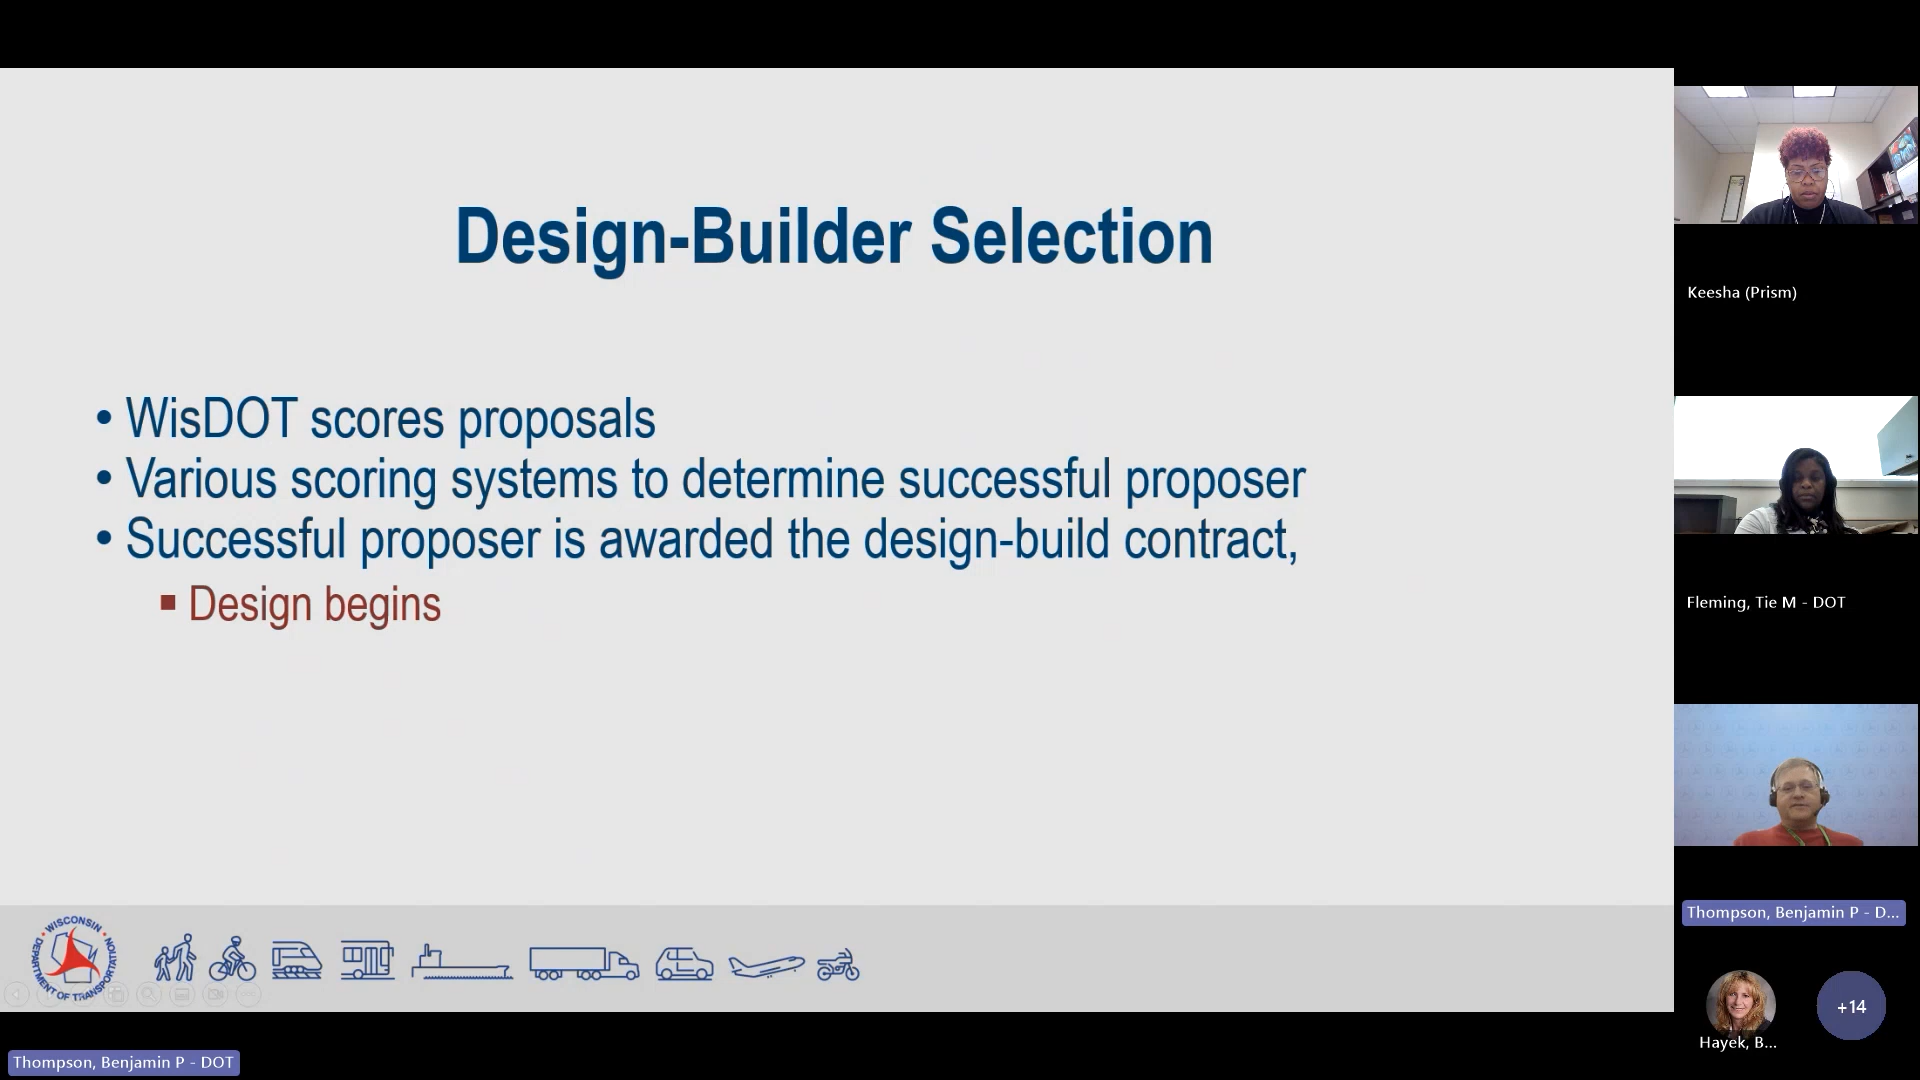 Design-Builder Selection
• WisDOT scores proposals
• Various scoring systems to determine successful proposer
• Successful proposer is awarded the design-build contract,
▪ Design begins
WISCONSIN
DEPARTMENT OF TRANSPORTATION
Thompson, Benjamin P - DOT
Keesha (Prism)
Fleming, Tie M - DOT
Thompson, Benjamin P - D...
Hayek, B...
+14